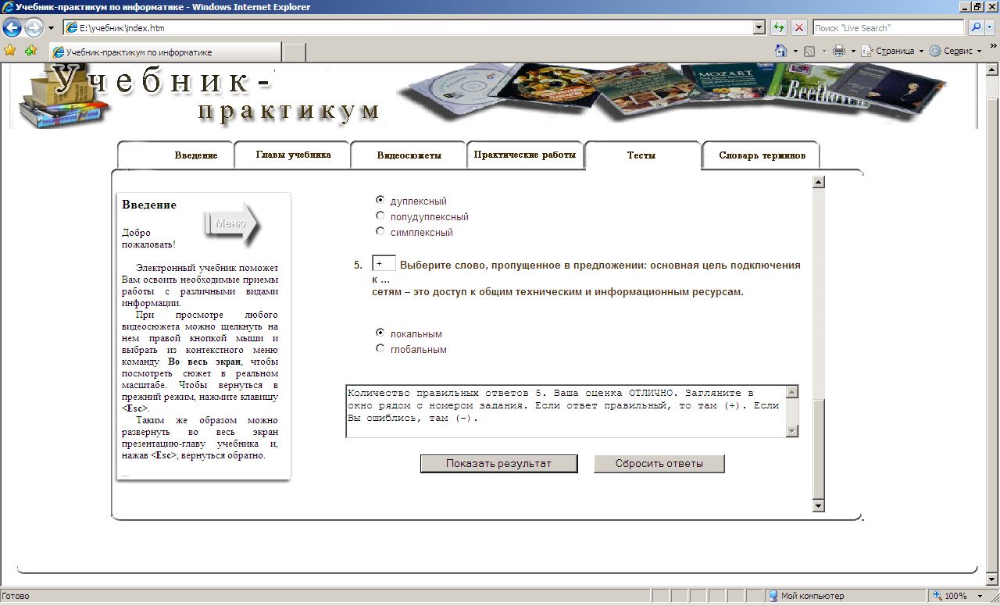 Учебник-практикум по информатике - Windows Internet Explorer
E:\учебник\index.htm
Поиск "Live Search"
Учебник-практикум по информатике
Страница
Сервис
Учебник-
практикум
MOZART
Beethoven
Введение
Главы учебника
Видеосюжеты
Практические работы
Тесты
Словарь терминов
Введение
Меню
Добро
пожаловать!
Электронный учебник поможет
Вам освоить необходимые приемы
работы с различными видами
информации.
При просмотре любого
видеосюжета можно щелкнуть на
нем правой кнопкой мыши и
выбрать из контекстного меню
команду Во весь экран, чтобы
посмотреть сюжет в реальном
масштабе. Чтобы вернуться в
прежний режим, нажмите клавишу
<Esc>.
Таким же образом можно
развернуть во весь экран
презентацию-главу учебника и,
нажав <Esc>, вернуться обратно.
дуплексный
полудуплексный
симплексный
5. + Выберите слово, пропущенное в предложении: основная цель подключения
к ...
сетям – это доступ к общим техническим и информационным ресурсам.
локальным
глобальным
Количество правильных ответов 5. Ваша оценка ОТЛИЧНО. Загляните в
окно рядом с номером задания. Если ответ правильный, то там (+). Если
Вы ошиблись, там (-).
Показать результат
Сбросить ответы
Готово
Мой компьютер
100%